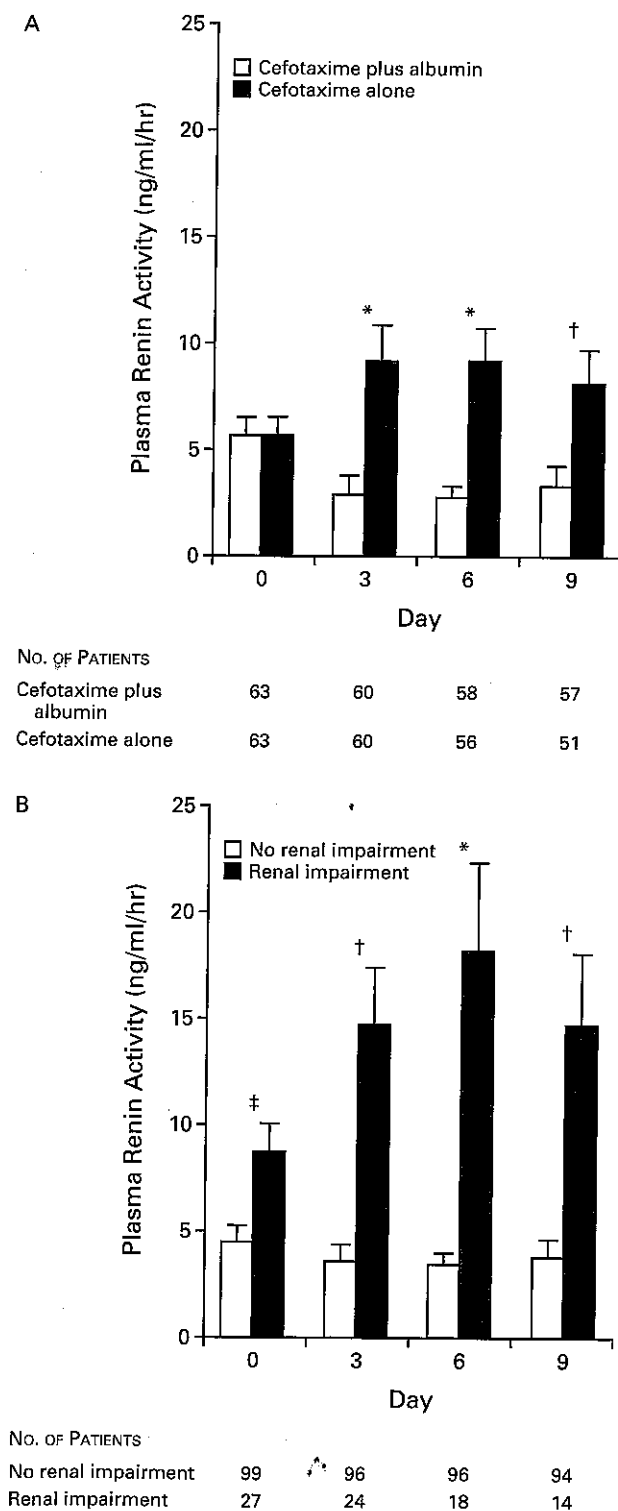 A
25
20
15
10
5
0
Plasma Renin Activity (ng/ml/hr)
Cefotaxime plus albumin
Cefotaxime alone
* * †
0 3 6 9
Day
NO. OF PATIENTS
Cefotaxime plus 63 60 58 57
albumin
Cefotaxime alone 63 60 56 51
B
25
20
15
10
5
0
Plasma Renin Activity (ng/ml/hr)
No renal impairment
Renal impairment
‡ † * †
0 3 6 9
Day
NO. OF PATIENTS
No renal impairment 99 96 96 94
Renal impairment 27 24 18 14